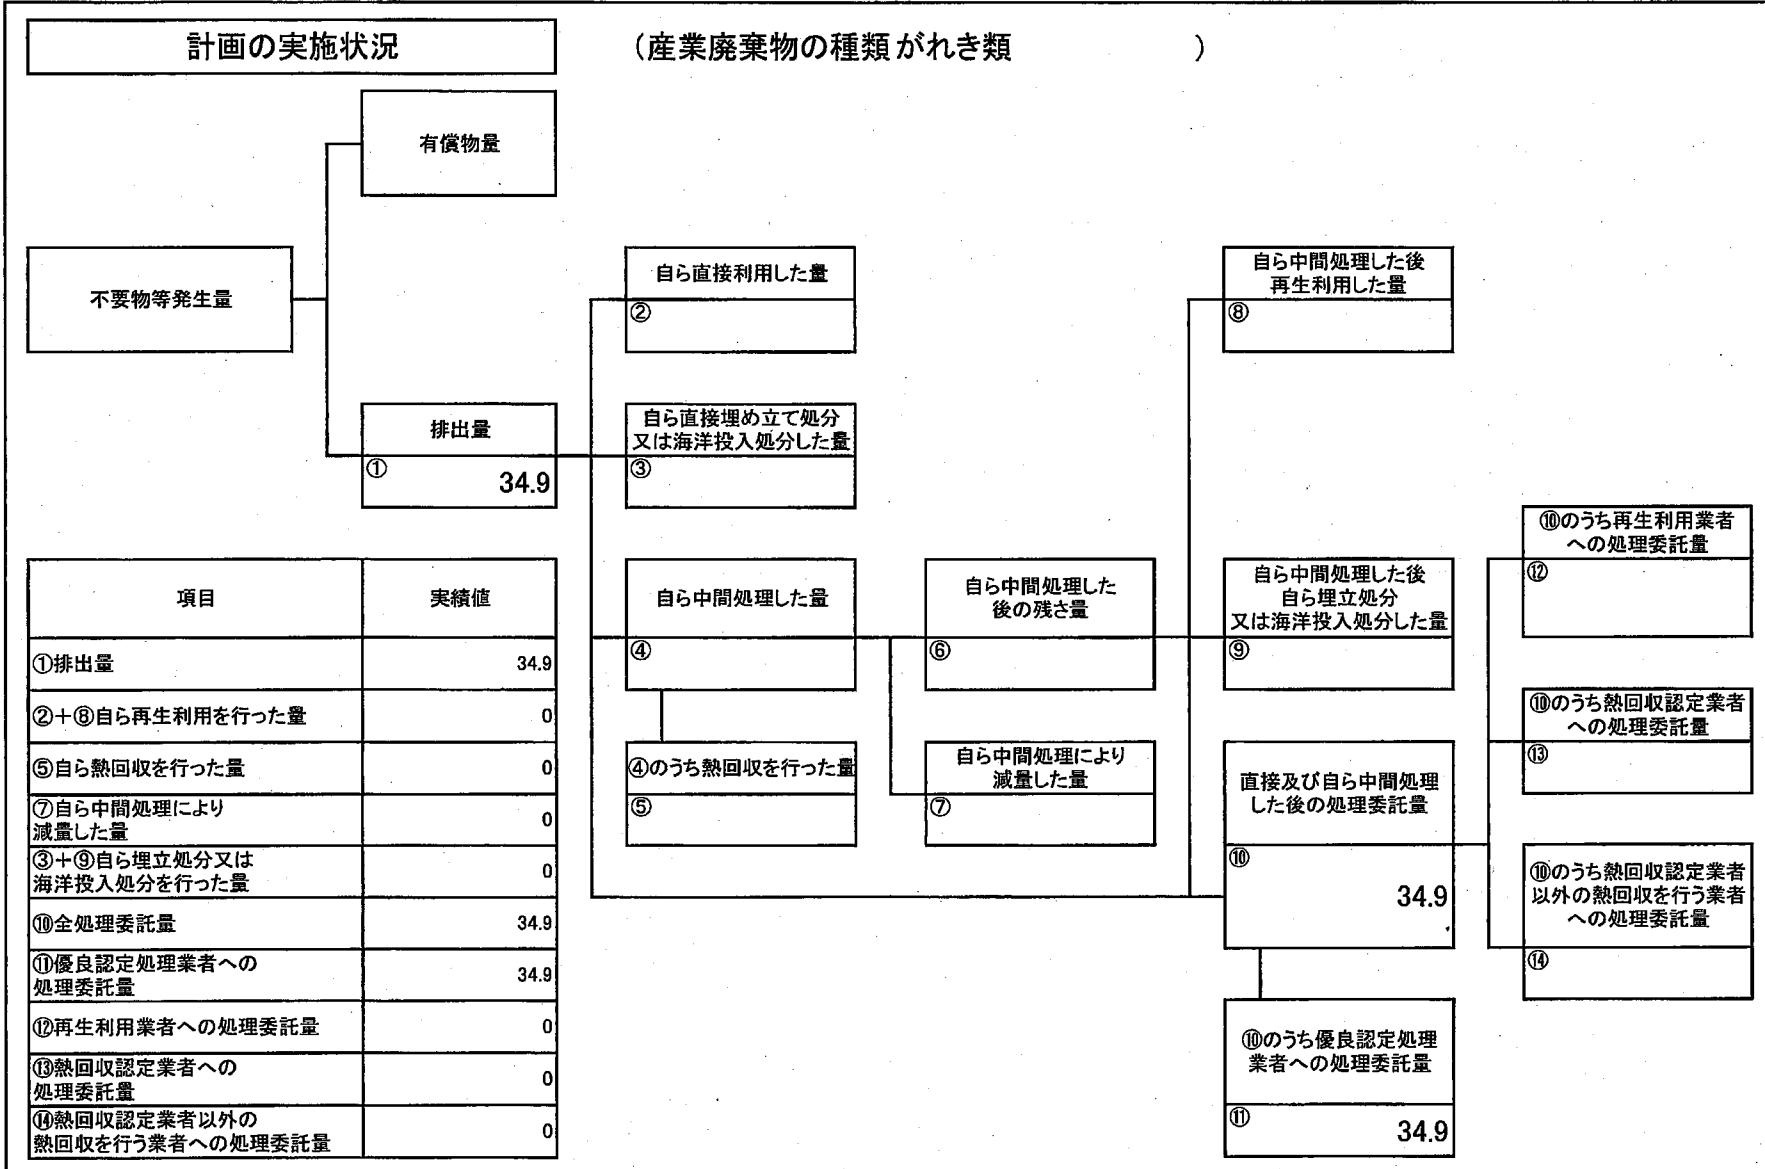 計画の実施状況
（産業廃棄物の種類 がれき類　　　　　　）
有償物量
不要物等発生量
自ら直接利用した量
②
自ら中間処理した後
再生利用した量
⑧
排出量
①
34.9
自ら直接埋め立て処分
又は海洋投入処分した量
③
⑩のうち再生利用業者
への処理委託量
⑫
自ら中間処理した量
④
自ら中間処理した
後の残さ量
⑥
自ら中間処理した後
自ら埋立処分
又は海洋投入処分した量
⑨
⑩のうち熱回収認定業者
への処理委託量
⑬
④のうち熱回収を行った量
⑤
自ら中間処理により
減量した量
⑦
直接及び自ら中間処理
した後の処理委託量
⑩
34.9
⑩のうち熱回収認定業者
以外の熱回収を行う業者
への処理委託量
⑭
⑩のうち優良認定処理
業者への処理委託量
⑪
34.9
項目 実績値
①排出量 34.9
②＋⑧自ら再生利用を行った量 0
⑤自ら熱回収を行った量 0
⑦自ら中間処理により
減量した量 0
③＋⑨自ら埋立処分又は
海洋投入処分を行った量 0
⑩全処理委託量 34.9
⑪優良認定処理業者への
処理委託量 34.9
⑫再生利用業者への処理委託量 0
⑬熱回収認定業者への
処理委託量 0
⑭熱回収認定業者以外の
熱回収を行う業者への処理委託量 0